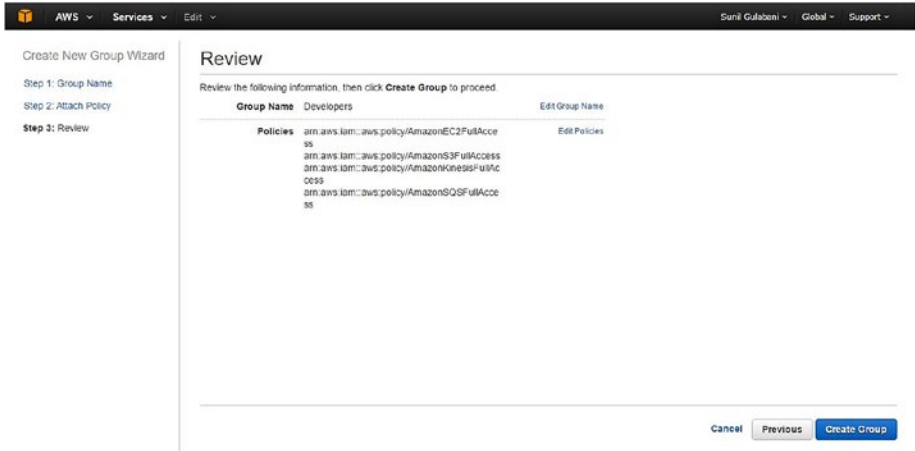 AWS Services Edit Sunil Gulabani Global Support
Create New Group Wizard
Step 1: Group Name
Step 2: Attach Policy
Step 3: Review
Review
Review the following information, then click Create Group to proceed.
Group Name Developers Edit Group Name
Policies arn:aws:iam::aws:policy/AmazonEC2FullAcce Edit Policies
ss
arn:aws:iam::aws:policy/AmazonS3FullAccess
arn:aws:iam::aws:policy/AmazonKinesisFullAc
cess
arn:aws:iam::aws:policy/AmazonSQSFullAcce
ss
Cancel Previous Create Group